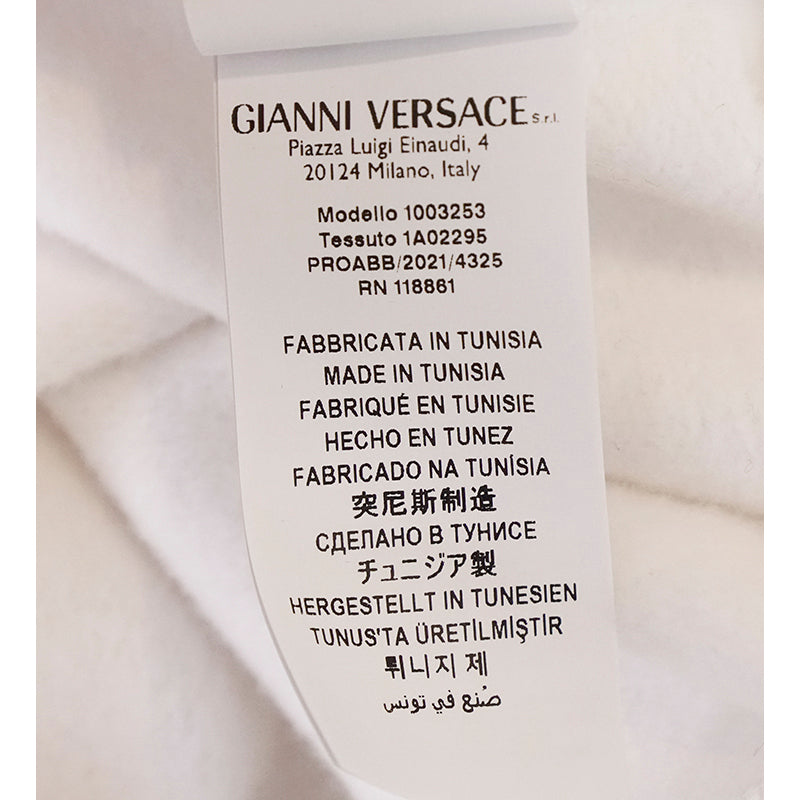 GIANNI VERSACE S.r.l.
Piazza Luigi Einaudi, 4
20124 Milano, Italy
Modello 1003253
Tessuto 1A02295
PROABB/2021/4325
RN 118861
FABBRICATA IN TUNISIA
MADE IN TUNISIA
FABRIQUÉ EN TUNISIE
HECHO EN TUNEZ
FABRICADO NA TUNÍSIA
突尼斯制造
СДЕЛАНО В ТУНИСЕ
チュニジア製
HERGESTELLT IN TUNESIEN
TUNUS'TA ÜRETİLMİŞTİR
튀니지 제
صُنع في تونس